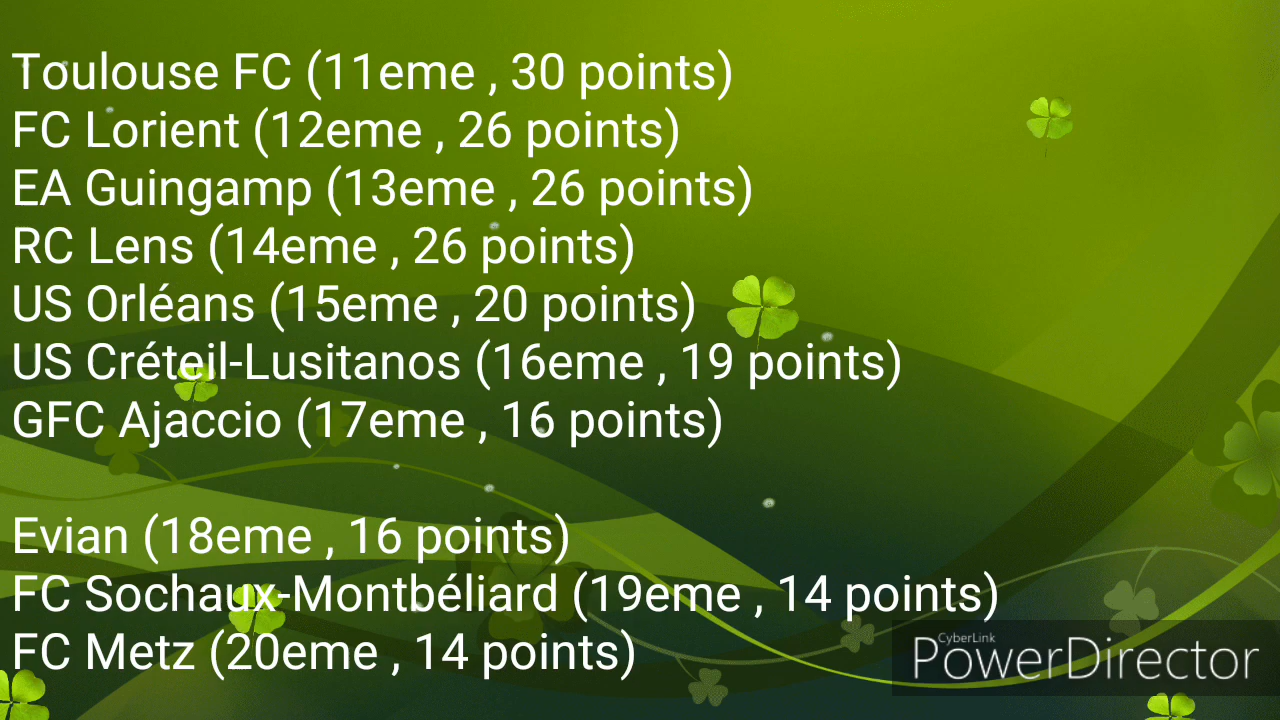 Toulouse FC (11eme , 30 points)
FC Lorient (12eme , 26 points)
EA Guingamp (13eme , 26 points)
RC Lens (14eme , 26 points)
US Orléans (15eme , 20 points)
US Créteil-Lusitanos (16eme , 19 points)
GFC Ajaccio (17eme , 16 points)
Evian (18eme , 16 points)
FC Sochaux-Montbéliard (19eme , 14 points)
FC Metz (20eme , 14 points)
CyberLink
PowerDirector